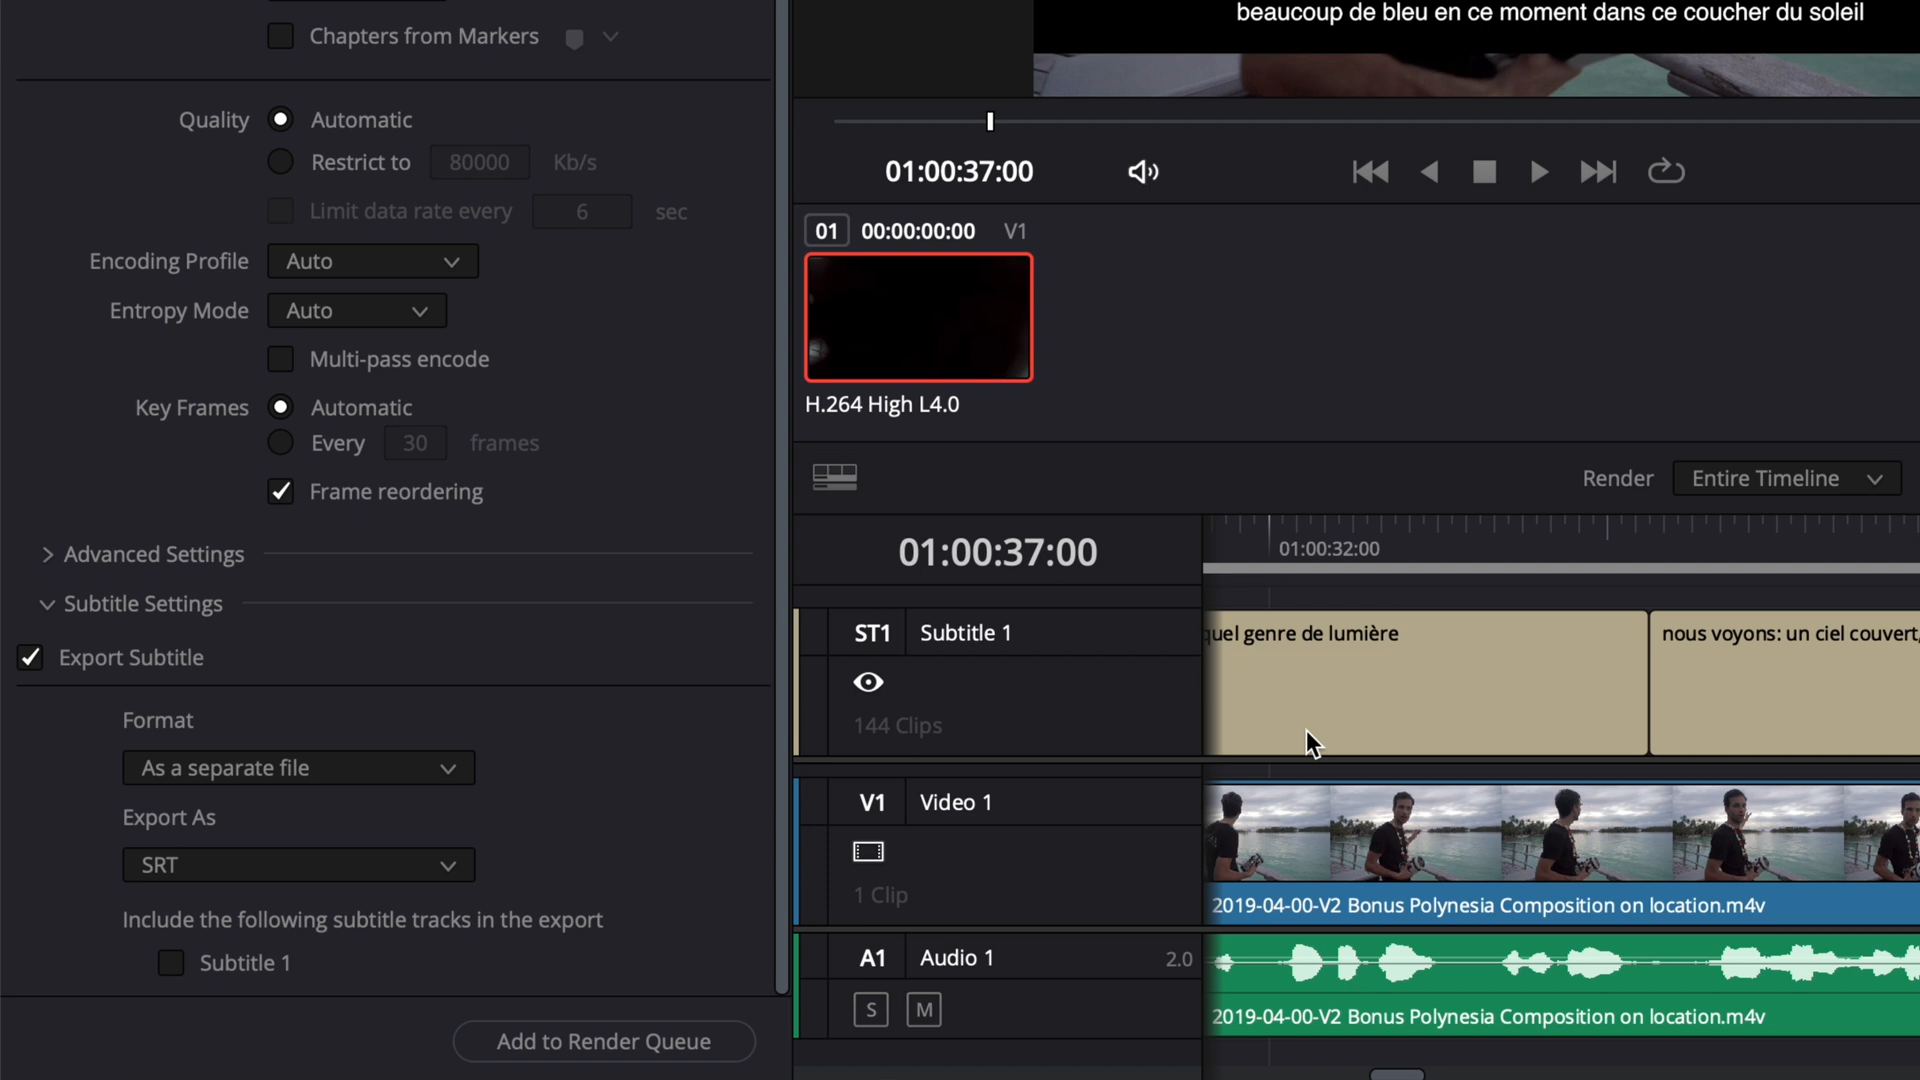 beaucoup de bleu en ce moment dans ce coucher du soleil
Chapters from Markers
Quality
Automatic
Restrict to
80000
Kb/s
Limit data rate every
6
sec
Encoding Profile
Auto
Entropy Mode
Auto
Multi-pass encode
Key Frames
Automatic
Every
30
frames
Frame reordering
Advanced Settings
Subtitle Settings
Export Subtitle
Format
As a separate file
Export As
SRT
Include the following subtitle tracks in the export
Subtitle 1
Add to Render Queue
01:00:37:00
01
00:00:00:00
V1
H.264 High L4.0
Render
Entire Timeline
01:00:37:00
01:00:32:00
ST1
Subtitle 1
144 Clips
quel genre de lumière
nous voyons: un ciel couvert,
V1
Video 1
1 Clip
2019-04-00-V2 Bonus Polynesia Composition on location.m4v
A1
Audio 1
2.0
S
M
2019-04-00-V2 Bonus Polynesia Composition on location.m4v